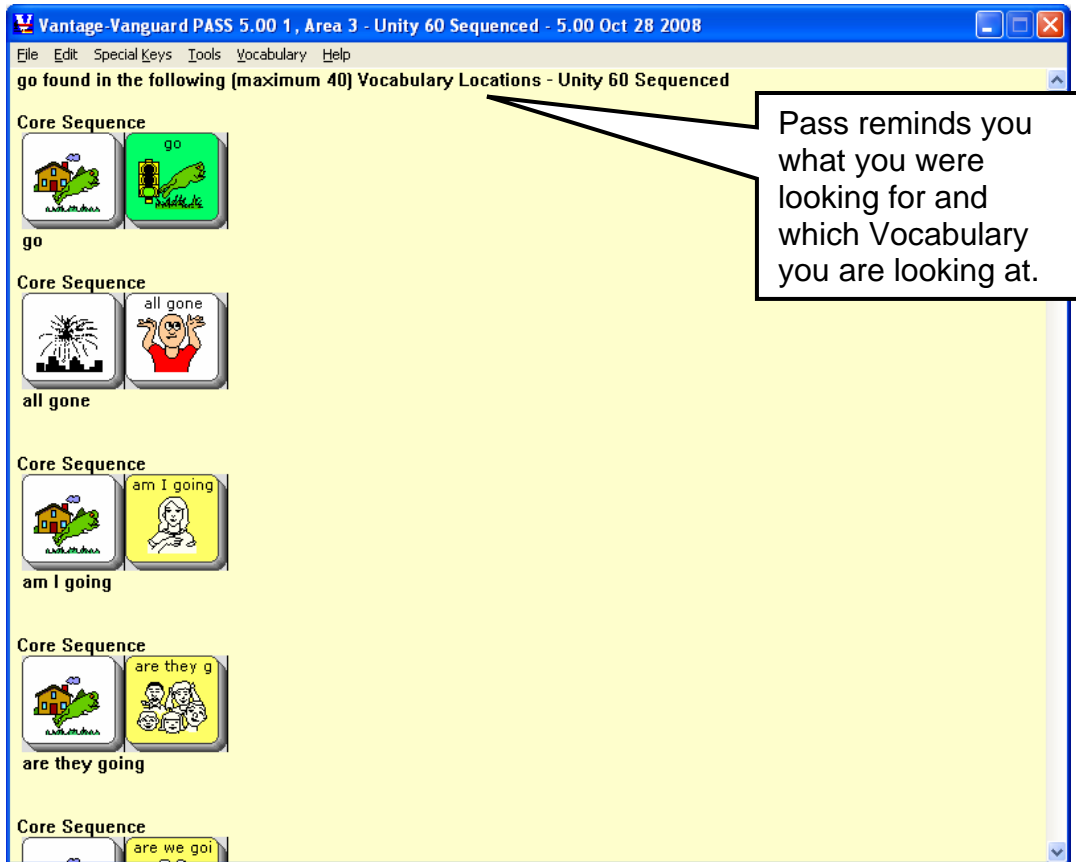 Vantage-Vanguard PASS 5.00 1, Area 3 - Unity 60 Sequenced - 5.00 Oct 28 2008
File Edit Special Keys Tools Vocabulary Help
go found in the following (maximum 40) Vocabulary Locations - Unity 60 Sequenced
Pass reminds you
what you were
looking for and
which Vocabulary
you are looking at.
Core Sequence
go
go
Core Sequence
all gone
all gone
Core Sequence
am I going
am I going
Core Sequence
are they g
are they going
Core Sequence
are we goi